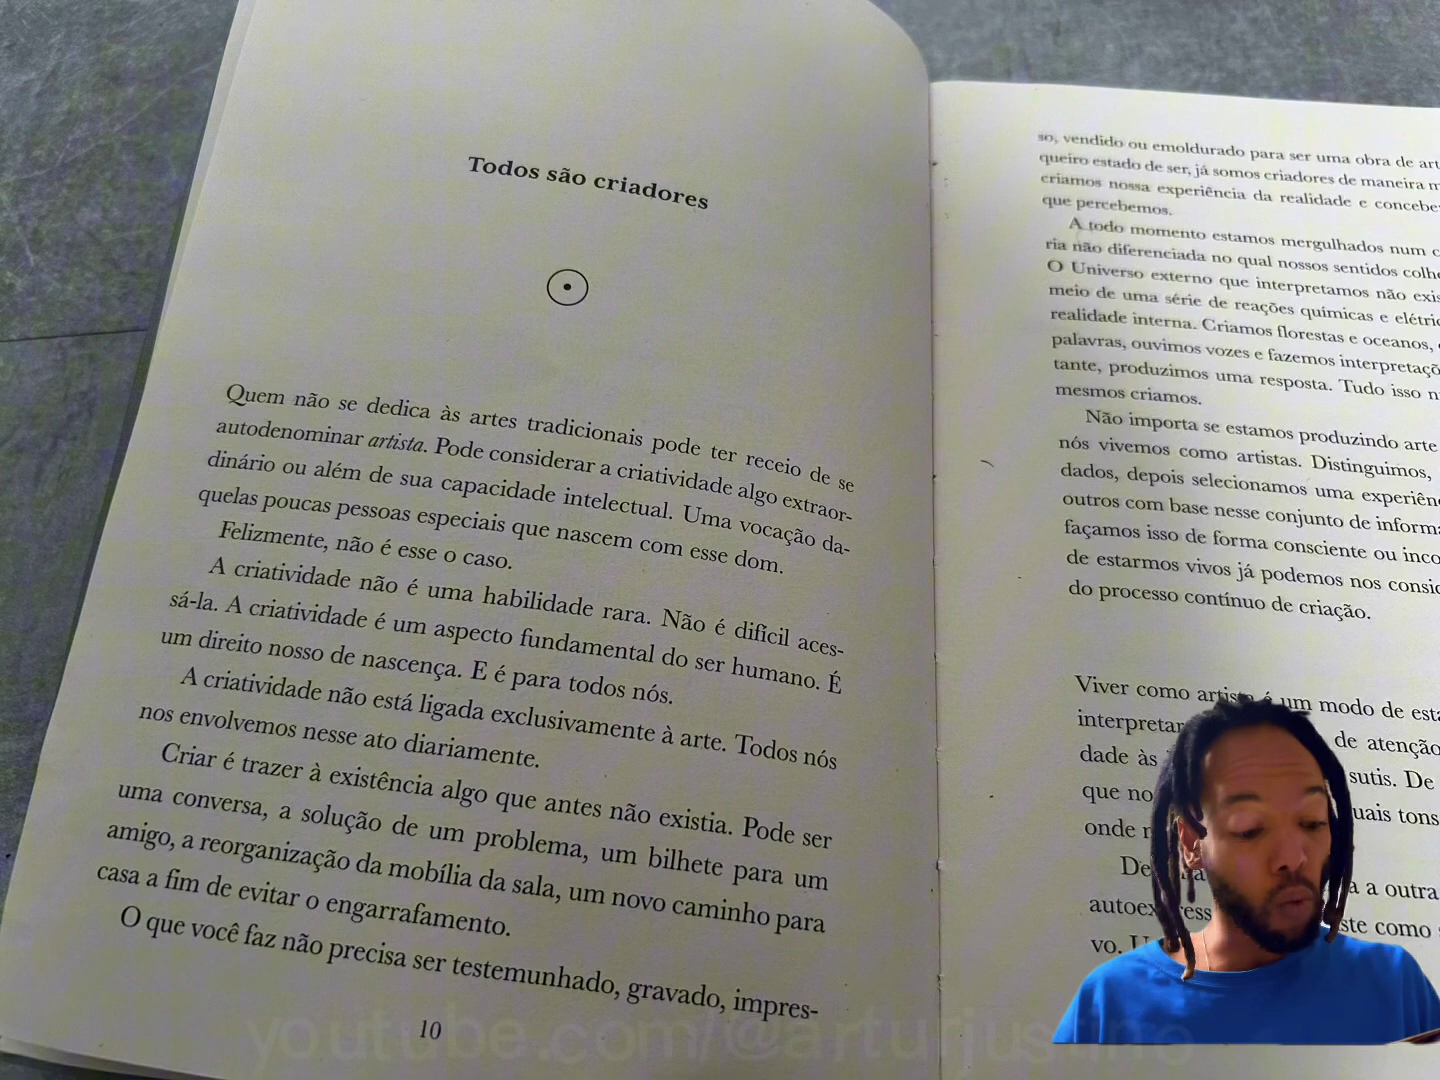 Todos são criadores
Quem não se dedica às artes tradicionais pode ter receio de se
autodenominar artista. Pode considerar a criatividade algo extraor-
dinário ou além de sua capacidade intelectual. Uma vocação da-
quelas poucas pessoas especiais que nascem com esse dom.
Felizmente, não é esse o caso.
A criatividade não é uma habilidade rara. Não é difícil aces-
sá-la. A criatividade é um aspecto fundamental do ser humano. É
um direito nosso de nascença. E é para todos nós.
A criatividade não está ligada exclusivamente à arte. Todos nós
nos envolvemos nesse ato diariamente.
Criar é trazer à existência algo que antes não existia. Pode ser
uma conversa, a solução de um problema, um bilhete para um
amigo, a reorganização da mobília da sala, um novo caminho para
casa a fim de evitar o engarrafamento.
O que você faz não precisa ser testemunhado, gravado, impres-
10
so, vendido ou emoldurado para ser uma obra de
queiro estado de ser, já somos criadores de maneira
criamos nossa experiência da realidade e
que percebemos.
A todo momento estamos mergulhados num
ria não diferenciada no qual nossos sentidos
O Universo externo que interpretamos não
meio de uma série de reações químicas e
realidade interna. Criamos florestas e oceanos,
palavras, ouvimos vozes e fazemos
tante, produzimos uma resposta. Tudo isso
mesmos criamos.
Não importa se estamos produzindo arte
nós vivemos como artistas. Distinguimos,
dados, depois selecionamos uma
outros com base nesse conjunto de
façamos isso de forma consciente ou
de estarmos vivos já podemos nos
do processo contínuo de criação.
Viver como artista é um modo de
interpretar de atenção
dade às sutis. De
que tons
onde
a outra
como
vo.
youtube.com/@arturjustino